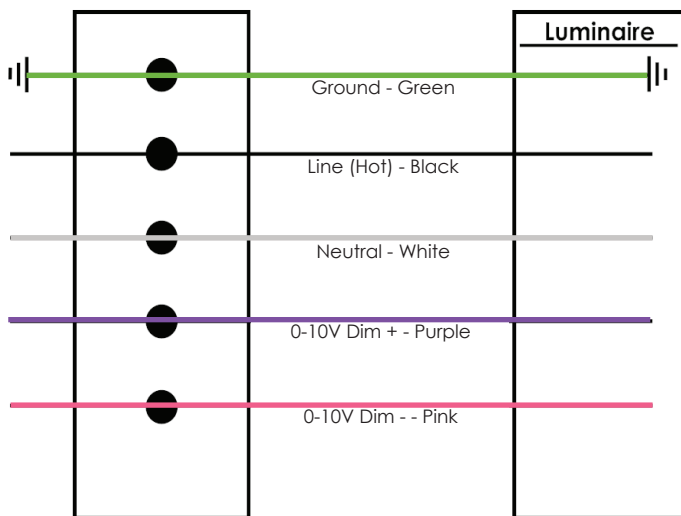 Luminaire
Ground - Green
Line (Hot) - Black
Neutral - White
0-10V Dim + - Purple
0-10V Dim - - Pink